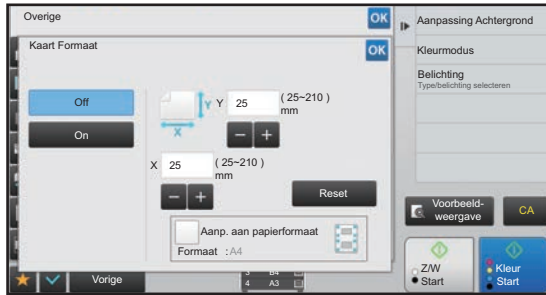 Overige
OK
Kaart Formaat
OK
Off
On
Y
Y
25
( 25~210 )
mm
X
X
25
( 25~210 )
mm
Reset
Aanp. aan papierformaat
Formaat :A4
Vorige
4 A3
Aanpassing Achtergrond
Kleurmodus
Belichting
Type/belichting selecteren
Voorbeeld-
weergave
CA
Z/W
Start
Kleur
Start